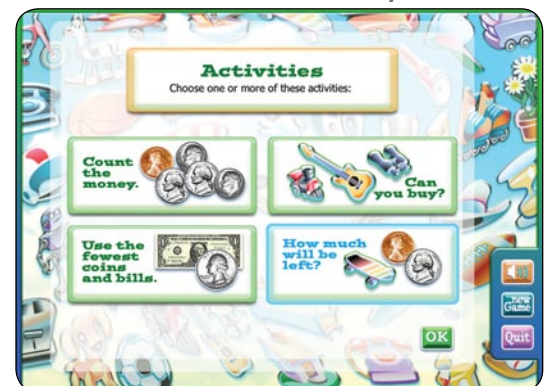 Activities
Choose one or more of these activities:
Count
the
money.
Can
you buy?
Use the
fewest
coins
and bills.
How much
will be
left?
OK
new
Game
Quit